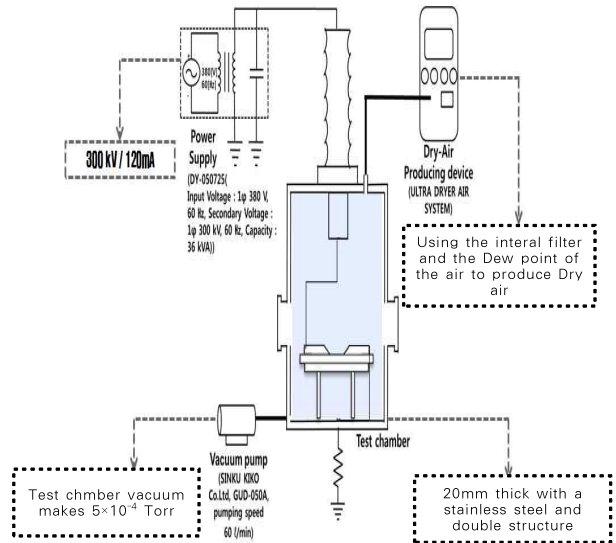 380[V]
60[Hz]
300 kV / 120mA
Power
Supply
(DY-05072S(
Input Voltage : 1φ 380 V,
60 Hz, Secondary Voltage :
1φ 300 kV, 60 Hz, Capacity :
36 kVA))
Dry-Air
Producing device
(ULTRA DRYER AIR
SYSTEM)
Using the interal filter
and the Dew point of
the air to produce Dry
air
Test chamber
Vacuum pump
(SINKU KIKO
Co.Ltd, GUD-050A,
pumping speed
60 (/min)
Test chmber vacuum
makes 5×10⁻⁴ Torr
20mm thick with a
stainless steel and
double structure